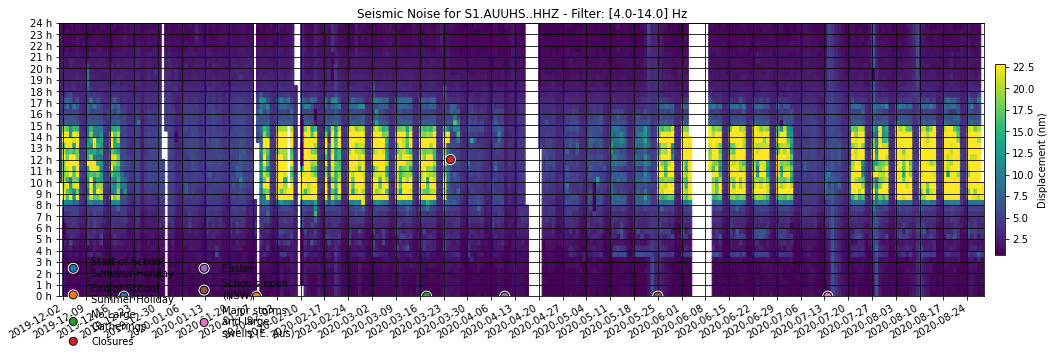 Seismic Noise for S1.AUUHS..HHZ - Filter: [4.0-14.0] Hz
24 h
23 h
22 h
21 h
20 h
19 h
18 h
17 h
16 h
15 h
14 h
13 h
12 h
11 h
10 h
9 h
8 h
7 h
6 h
5 h
4 h
3 h
2 h
1 h
0 h
22.5
20.0
17.5
15.0
12.5
10.0
7.5
5.0
2.5
Displacement (nm)
Start of School
Summer Holiday
End of School
Summer Holiday
No Large
Gatherings
Closures
Easter
Schools open
(NSW)
Major storms
and large
swells (E. Aus)
2019-12-02
2019-12-09
2020-01-06
2020-02-17
2020-02-24
2020-03-02
2020-03-09
2020-03-16
2020-03-23
2020-03-30
2020-04-06
2020-04-13
2020-04-20
2020-04-27
2020-05-04
2020-05-11
2020-05-18
2020-05-25
2020-06-01
2020-06-08
2020-06-15
2020-06-22
2020-06-29
2020-07-06
2020-07-13
2020-07-20
2020-07-27
2020-08-03
2020-08-10
2020-08-17
2020-08-24